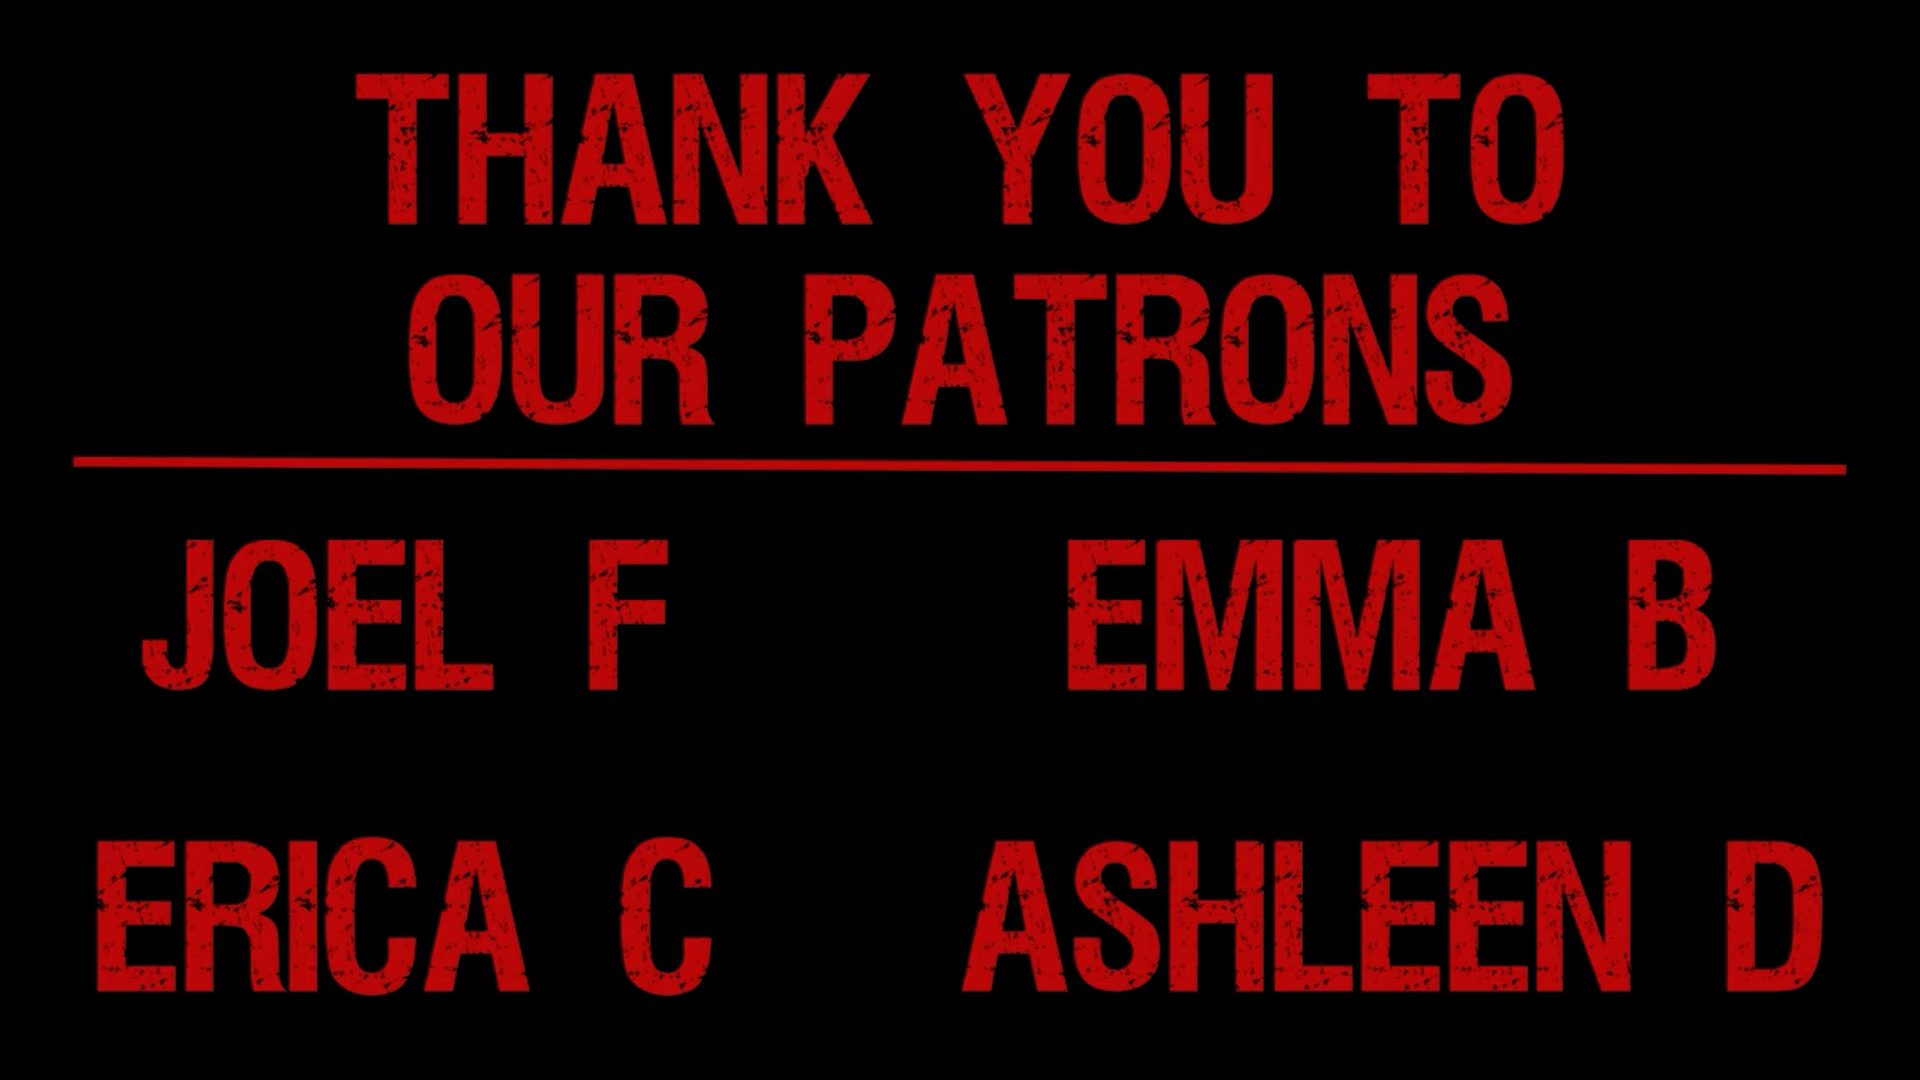 THANK YOU TO
OUR PATRONS
JOEL F
EMMA B
ERICA C
ASHLEEN D